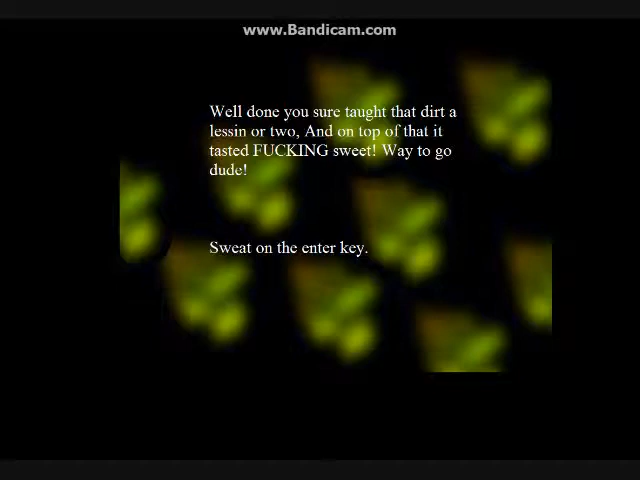 www.Bandicam.com
Well done you sure taught that dirt a
lessin or two, And on top of that it
tasted FUCKING sweet! Way to go
dude!
Sweat on the enter key.